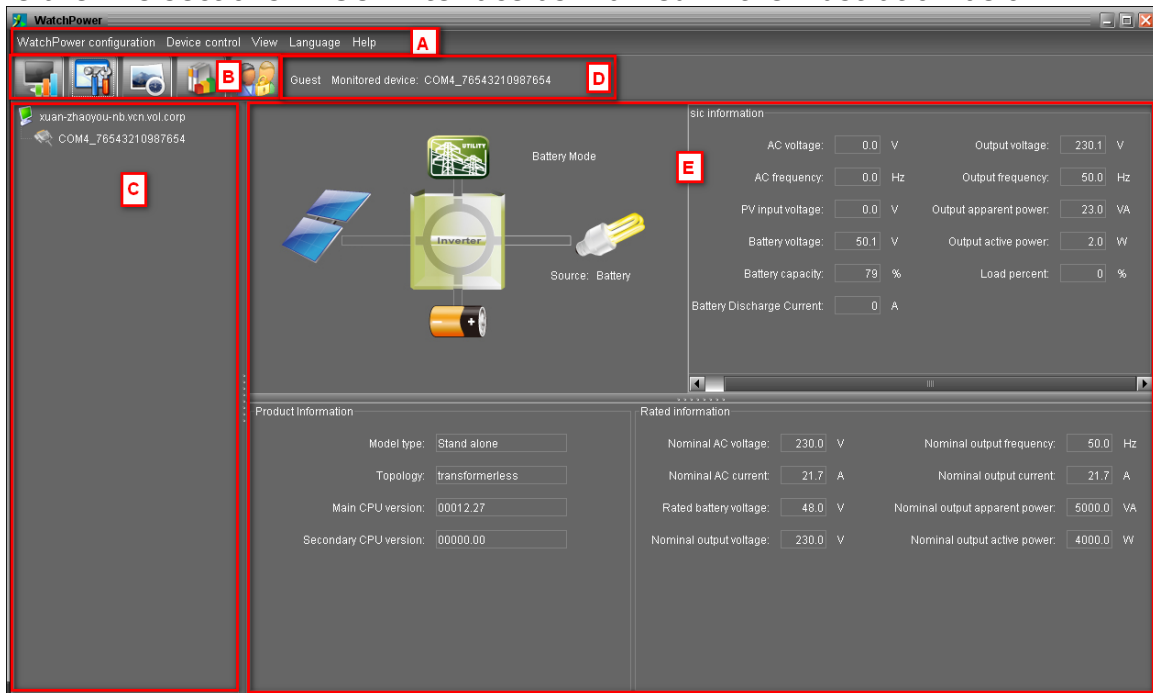 WatchPower
WatchPower configuration Device control View Language Help A
B
Guest Monitored device: COM4_76543210987654 D
xuan-zhaoyou-nb.vcn.vol.corp
COM4_76543210987654
C
UTILITY
Battery Mode
Inverter
Source: Battery
E
sic information
AC voltage: 0.0 V Output voltage: 230.1 V
AC frequency: 0.0 Hz Output frequency: 50.0 Hz
PV input voltage: 0.0 V Output apparent power: 23.0 VA
Battery voltage: 50.1 V Output active power: 2.0 W
Battery capacity: 79 % Load percent: 0 %
Battery Discharge Current: 0 A
Product Information
Model type: Stand alone
Topology: transformerless
Main CPU version: 00012.27
Secondary CPU version: 00000.00
Rated information
Nominal AC voltage: 230.0 V Nominal output frequency: 50.0 Hz
Nominal AC current: 21.7 A Nominal output current: 21.7 A
Rated battery voltage: 48.0 V Nominal output apparent power: 5000.0 VA
Nominal output voltage: 230.0 V Nominal output active power: 4000.0 W